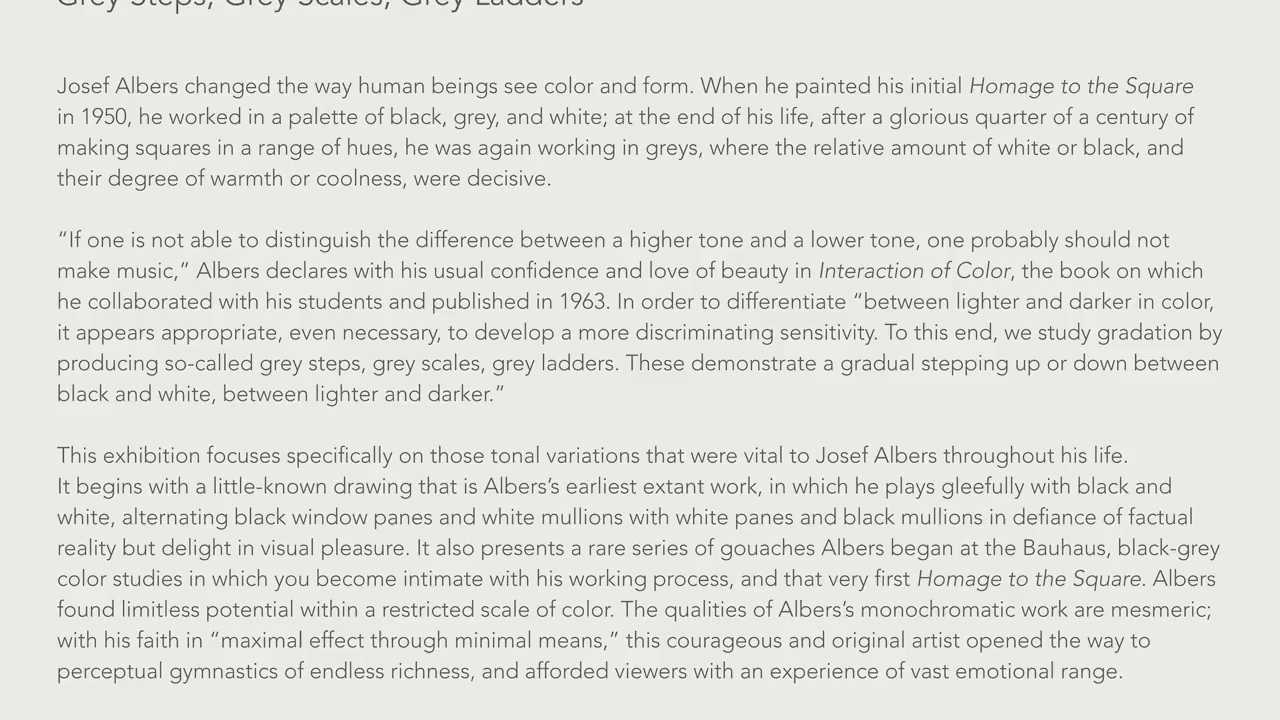 Grey Steps, Grey Scales, Grey Ladders
Josef Albers changed the way human beings see color and form. When he painted his initial Homage to the Square
in 1950, he worked in a palette of black, grey, and white; at the end of his life, after a glorious quarter of a century of
making squares in a range of hues, he was again working in greys, where the relative amount of white or black, and
their degree of warmth or coolness, were decisive.
“If one is not able to distinguish the difference between a higher tone and a lower tone, one probably should not
make music,” Albers declares with his usual confidence and love of beauty in Interaction of Color, the book on which
he collaborated with his students and published in 1963. In order to differentiate “between lighter and darker in color,
it appears appropriate, even necessary, to develop a more discriminating sensitivity. To this end, we study gradation by
producing so-called grey steps, grey scales, grey ladders. These demonstrate a gradual stepping up or down between
black and white, between lighter and darker.”
This exhibition focuses specifically on those tonal variations that were vital to Josef Albers throughout his life.
It begins with a little-known drawing that is Albers’s earliest extant work, in which he plays gleefully with black and
white, alternating black window panes and white mullions with white panes and black mullions in defiance of factual
reality but delight in visual pleasure. It also presents a rare series of gouaches Albers began at the Bauhaus, black-grey
color studies in which you become intimate with his working process, and that very first Homage to the Square. Albers
found limitless potential within a restricted scale of color. The qualities of Albers’s monochromatic work are mesmeric;
with his faith in “maximal effect through minimal means,” this courageous and original artist opened the way to
perceptual gymnastics of endless richness, and afforded viewers with an experience of vast emotional range.